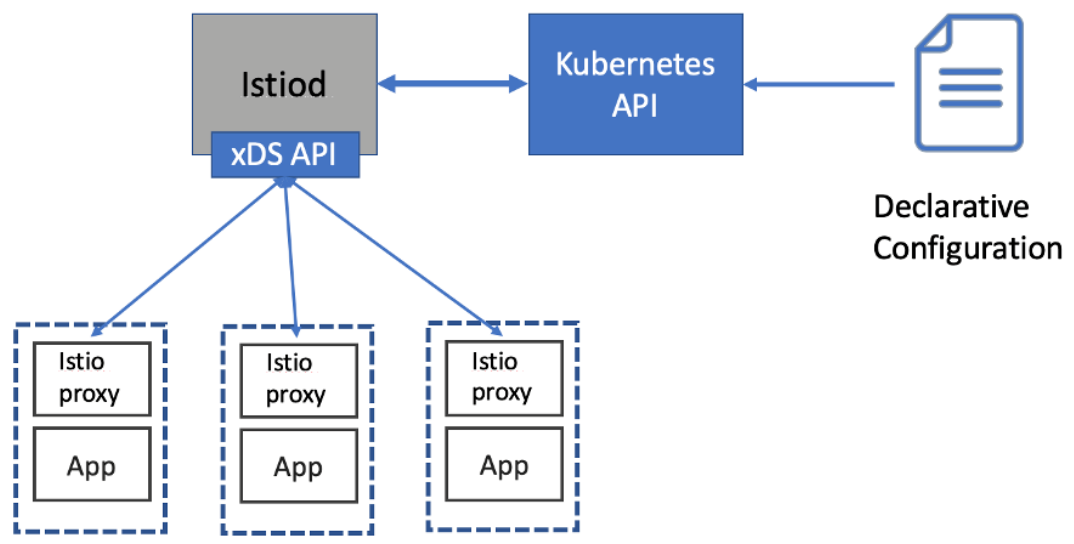 Istiod
xDS API
Kubernetes
API
Declarative
Configuration
Istio
proxy
App
Istio
proxy
App
Istio
proxy
App